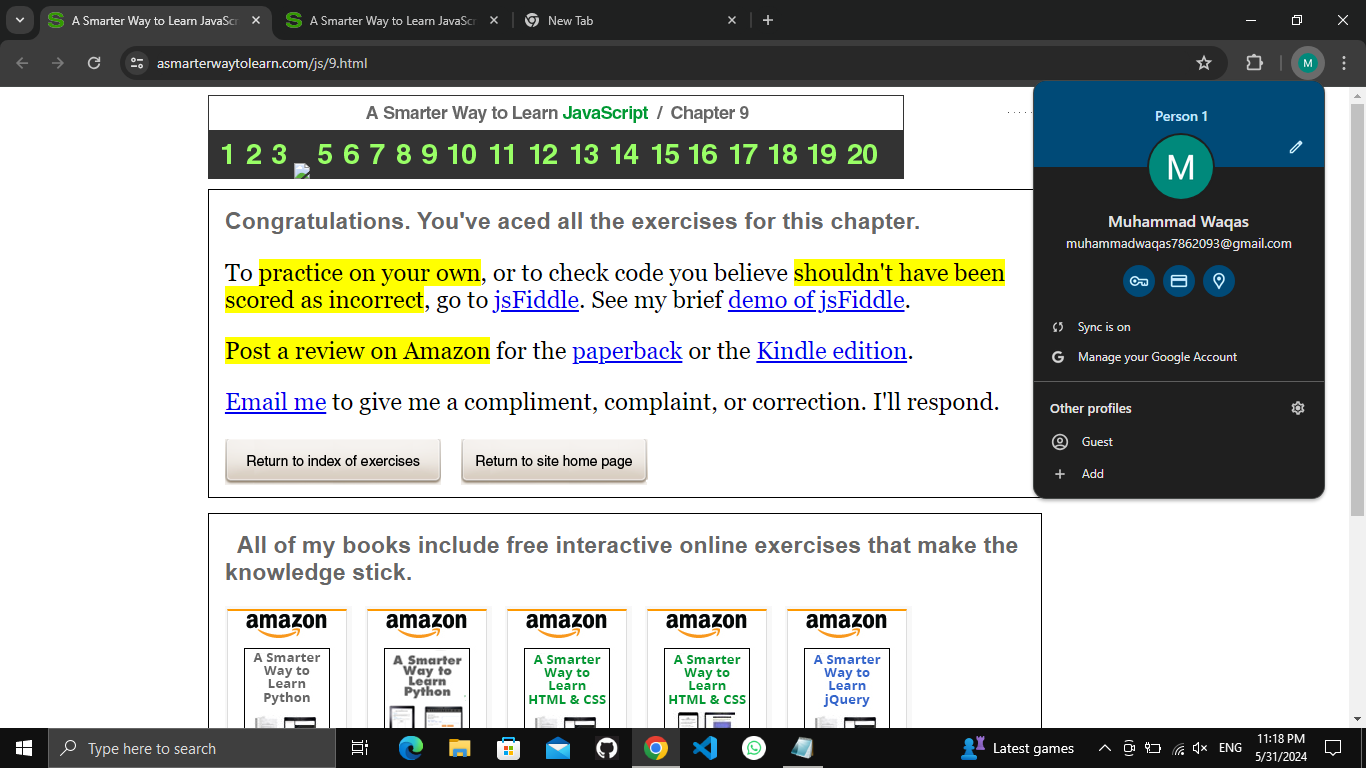 A Smarter Way to Learn JavaSc
A Smarter Way to Learn JavaScr
New Tab
asmarterwaytolearn.com/js/9.html
M
A Smarter Way to Learn JavaScript / Chapter 9
1 2 3 5 6 7 8 9 10 11 12 13 14 15 16 17 18 19 20
Congratulations. You've aced all the exercises for this chapter.
To practice on your own, or to check code you believe shouldn't have been
scored as incorrect, go to jsFiddle. See my brief demo of jsFiddle.
Post a review on Amazon for the paperback or the Kindle edition.
Email me to give me a compliment, complaint, or correction. I'll respond.
Return to index of exercises
Return to site home page
Person 1
M
Muhammad Waqas
muhammadwaqas7862093@gmail.com
Sync is on
G
Manage your Google Account
Other profiles
Guest
Add
All of my books include free interactive online exercises that make the
knowledge stick.
amazon
A Smarter
Way to
Learn
Python
amazon
A Smarter
Way to
Learn
Python
amazon
A Smarter
Way to
Learn
HTML & CSS
amazon
A Smarter
Way to
Learn
HTML & CSS
amazon
A Smarter
Way to
Learn
jQuery
Type here to search
Latest games
ENG
11:18 PM
5/31/2024